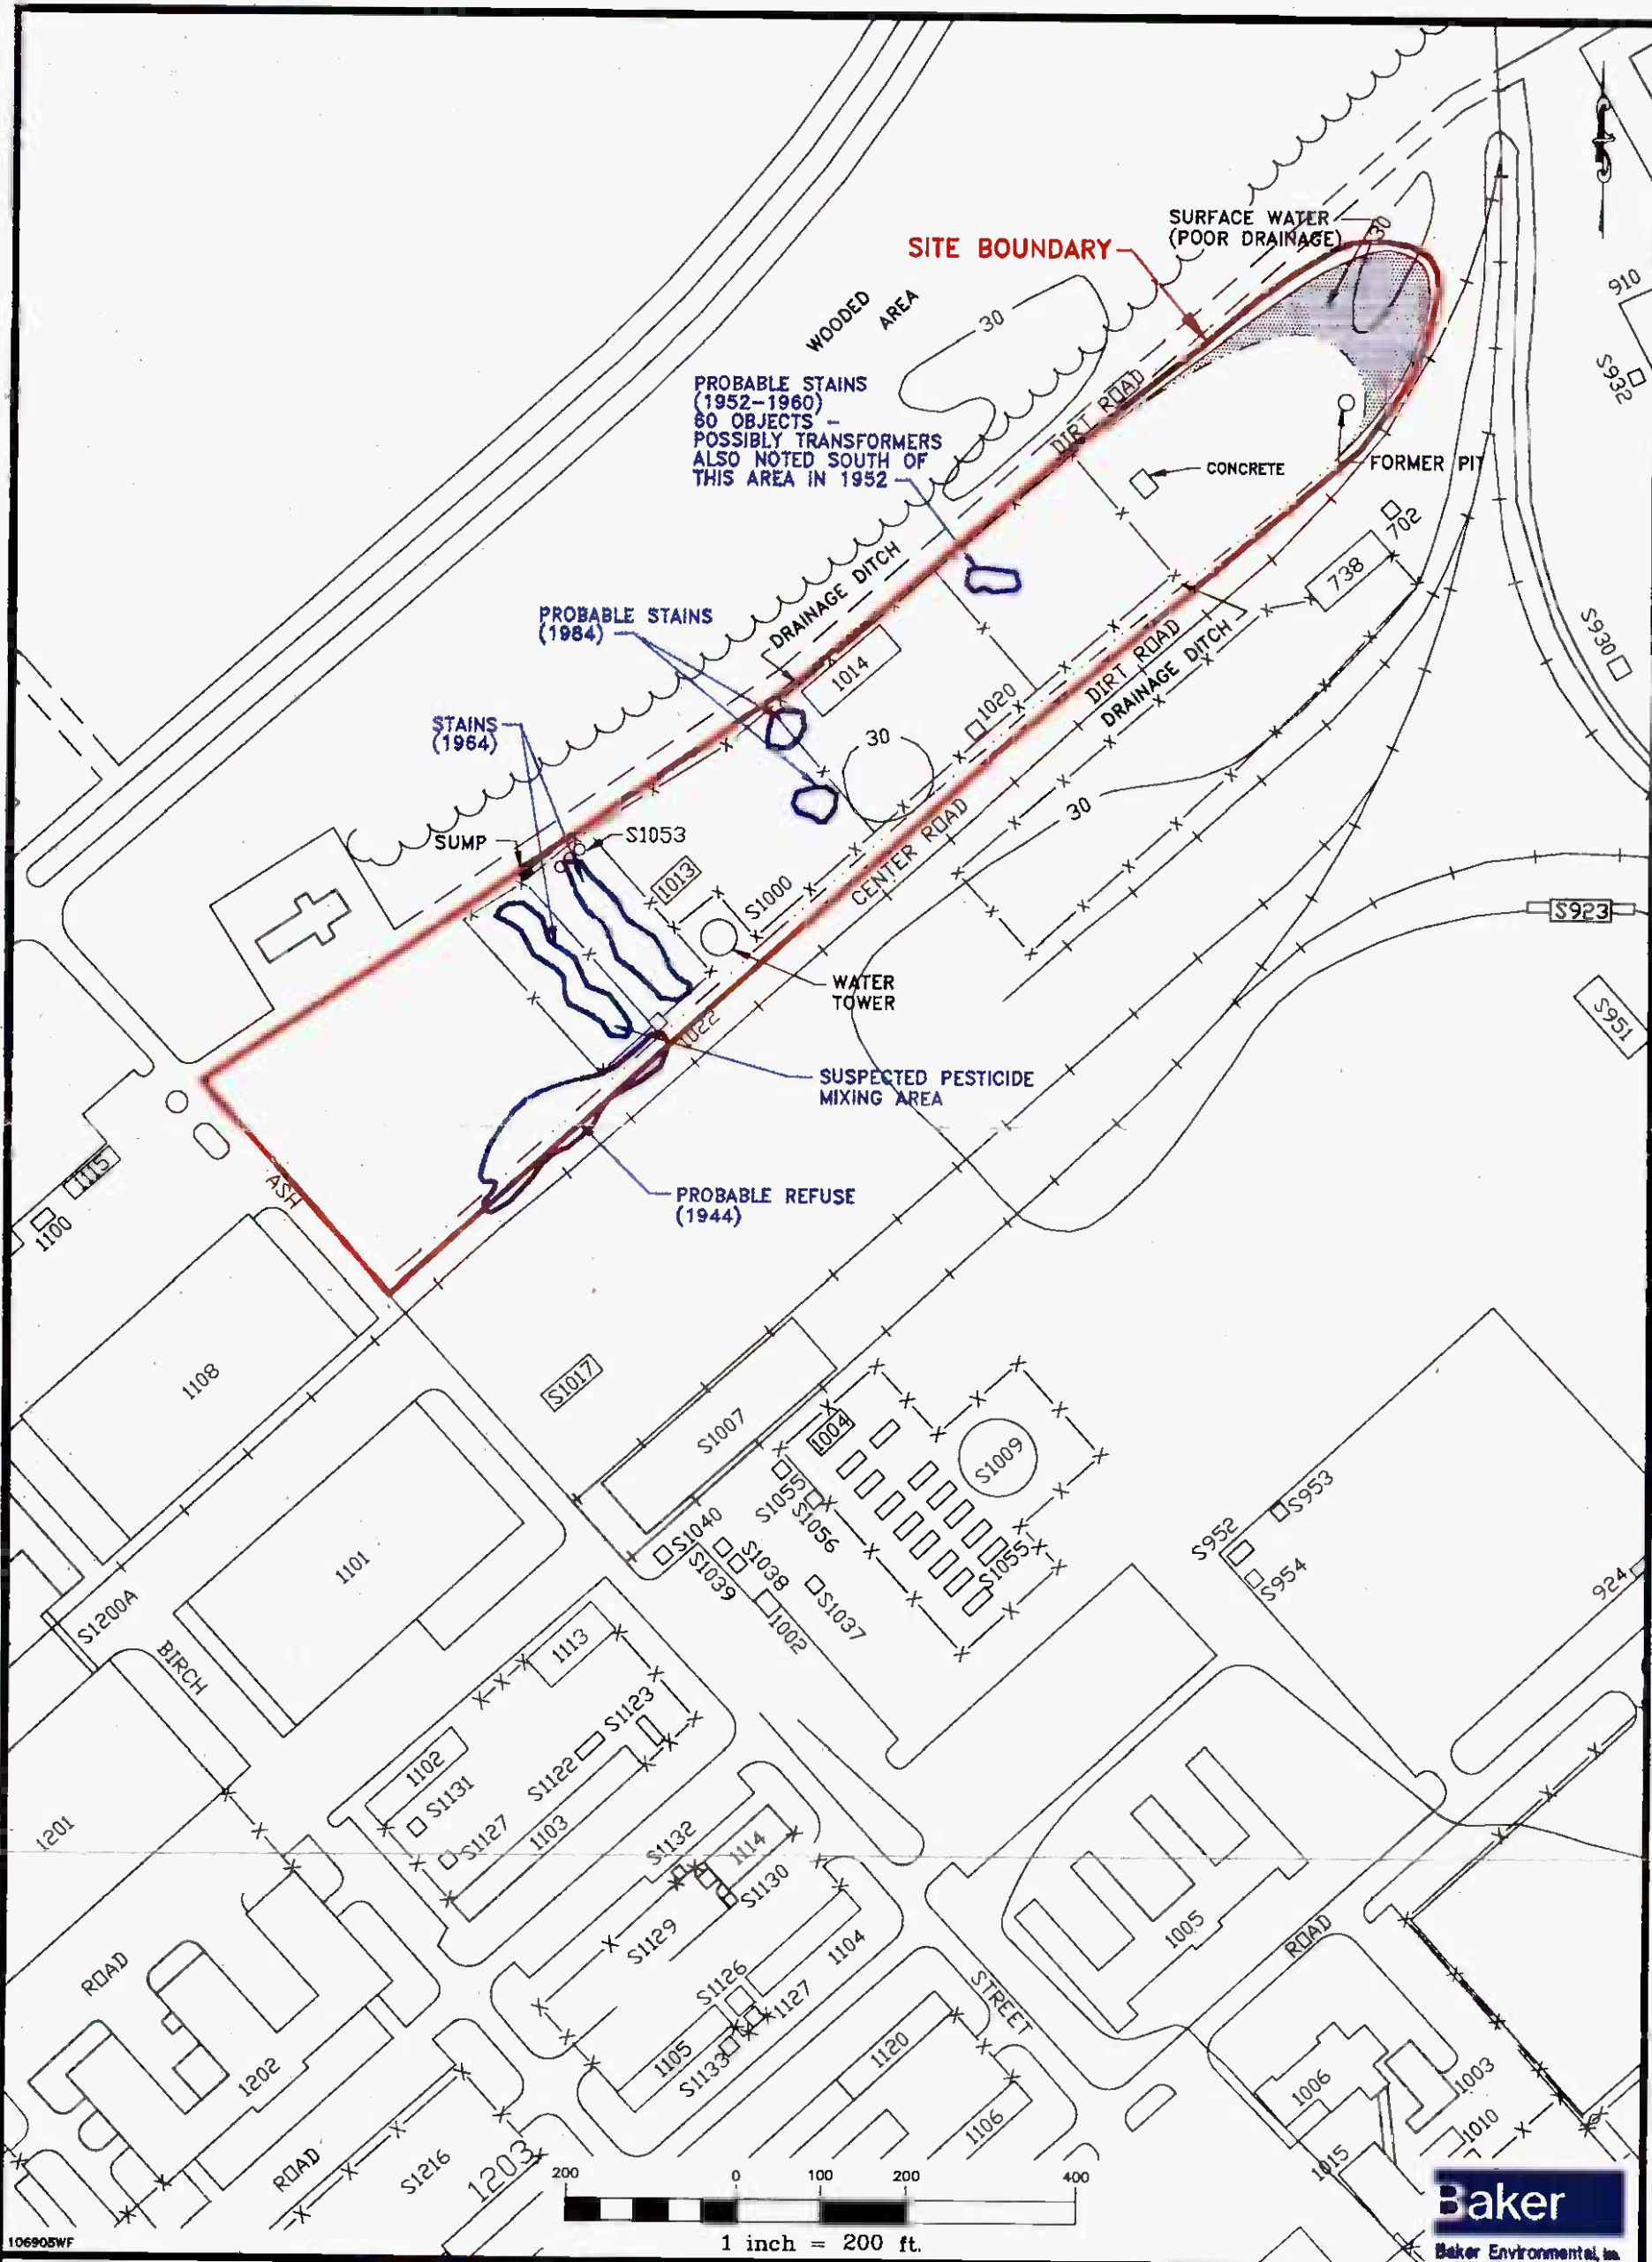 SURFACE WATER
(POOR DRAINAGE)
30
SITE BOUNDARY
910
S932
WOODED
AREA
30
PROBABLE STAINS
(1952-1960)
60 OBJECTS -
POSSIBLY TRANSFORMERS
ALSO NOTED SOUTH OF
THIS AREA IN 1952
DIRT ROAD
CONCRETE
FORMER PIT
702
738
DRAINAGE DITCH
PROBABLE STAINS
(1984)
1014
DIRT ROAD
DRAINAGE DITCH
S930
1020
STAINS
(1964)
30
30
SUMP
S1053
1013
S1000
CENTER ROAD
S923
WATER
TOWER
S951
1022
SUSPECTED PESTICIDE
MIXING AREA
1115
1100
ASH
PROBABLE REFUSE
(1944)
1108
S1017
S1007
1004
S1009
S1055
S1056
S953
S952
S954
924
1101
S1040
S1039
S1038
S1037
1002
S1055
S1200A
BIRCH
1113
S1123
S1122
1102
S1131
S1127
1103
1201
S1132
1114
S1130
S1129
1104
1005
ROAD
ROAD
S1126
1127
STREET
1105
S1133
1120
1106
1202
1006
1003
1010
1015
ROAD
S1216
1203
200
0
100
200
400
1 inch = 200 ft.
106905WF
Baker
Baker Environmental, Inc.